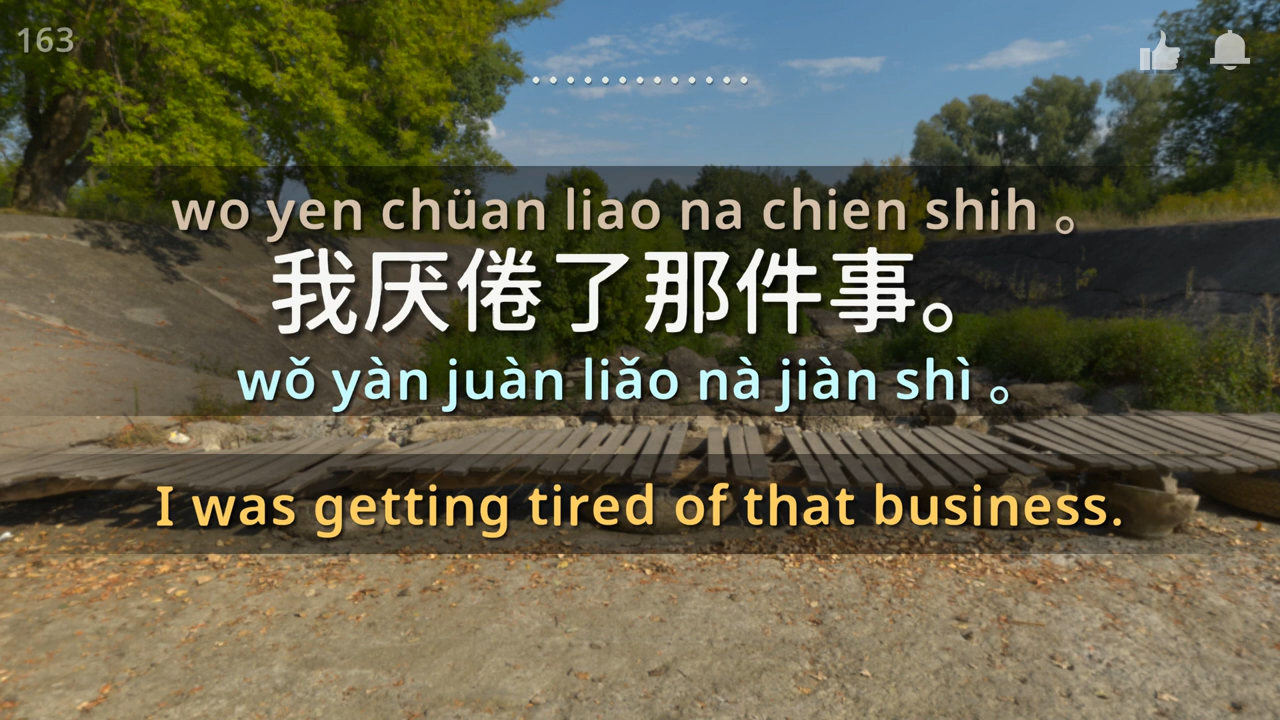 163
wo yen chüan liao na chien shih 。
我厌倦了那件事。
wǒ yàn juàn liǎo nà jiàn shì 。
I was getting tired of that business.